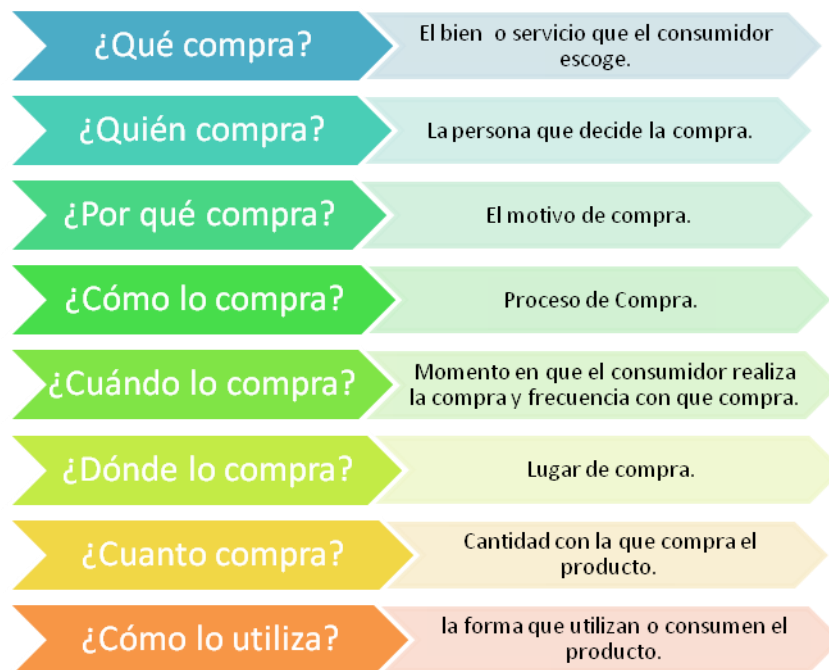 ¿Qué compra?
El bien o servicio que el consumidor
escoge.
¿Quién compra?
La persona que decide la compra.
¿Por qué compra?
El motivo de compra.
¿Cómo lo compra?
Proceso de Compra.
¿Cuándo lo compra?
Momento en que el consumidor realiza
la compra y frecuencia con que compra.
¿Dónde lo compra?
Lugar de compra.
¿Cuanto compra?
Cantidad con la que compra el
producto.
¿Cómo lo utiliza?
la forma que utilizan o consumen el
producto.